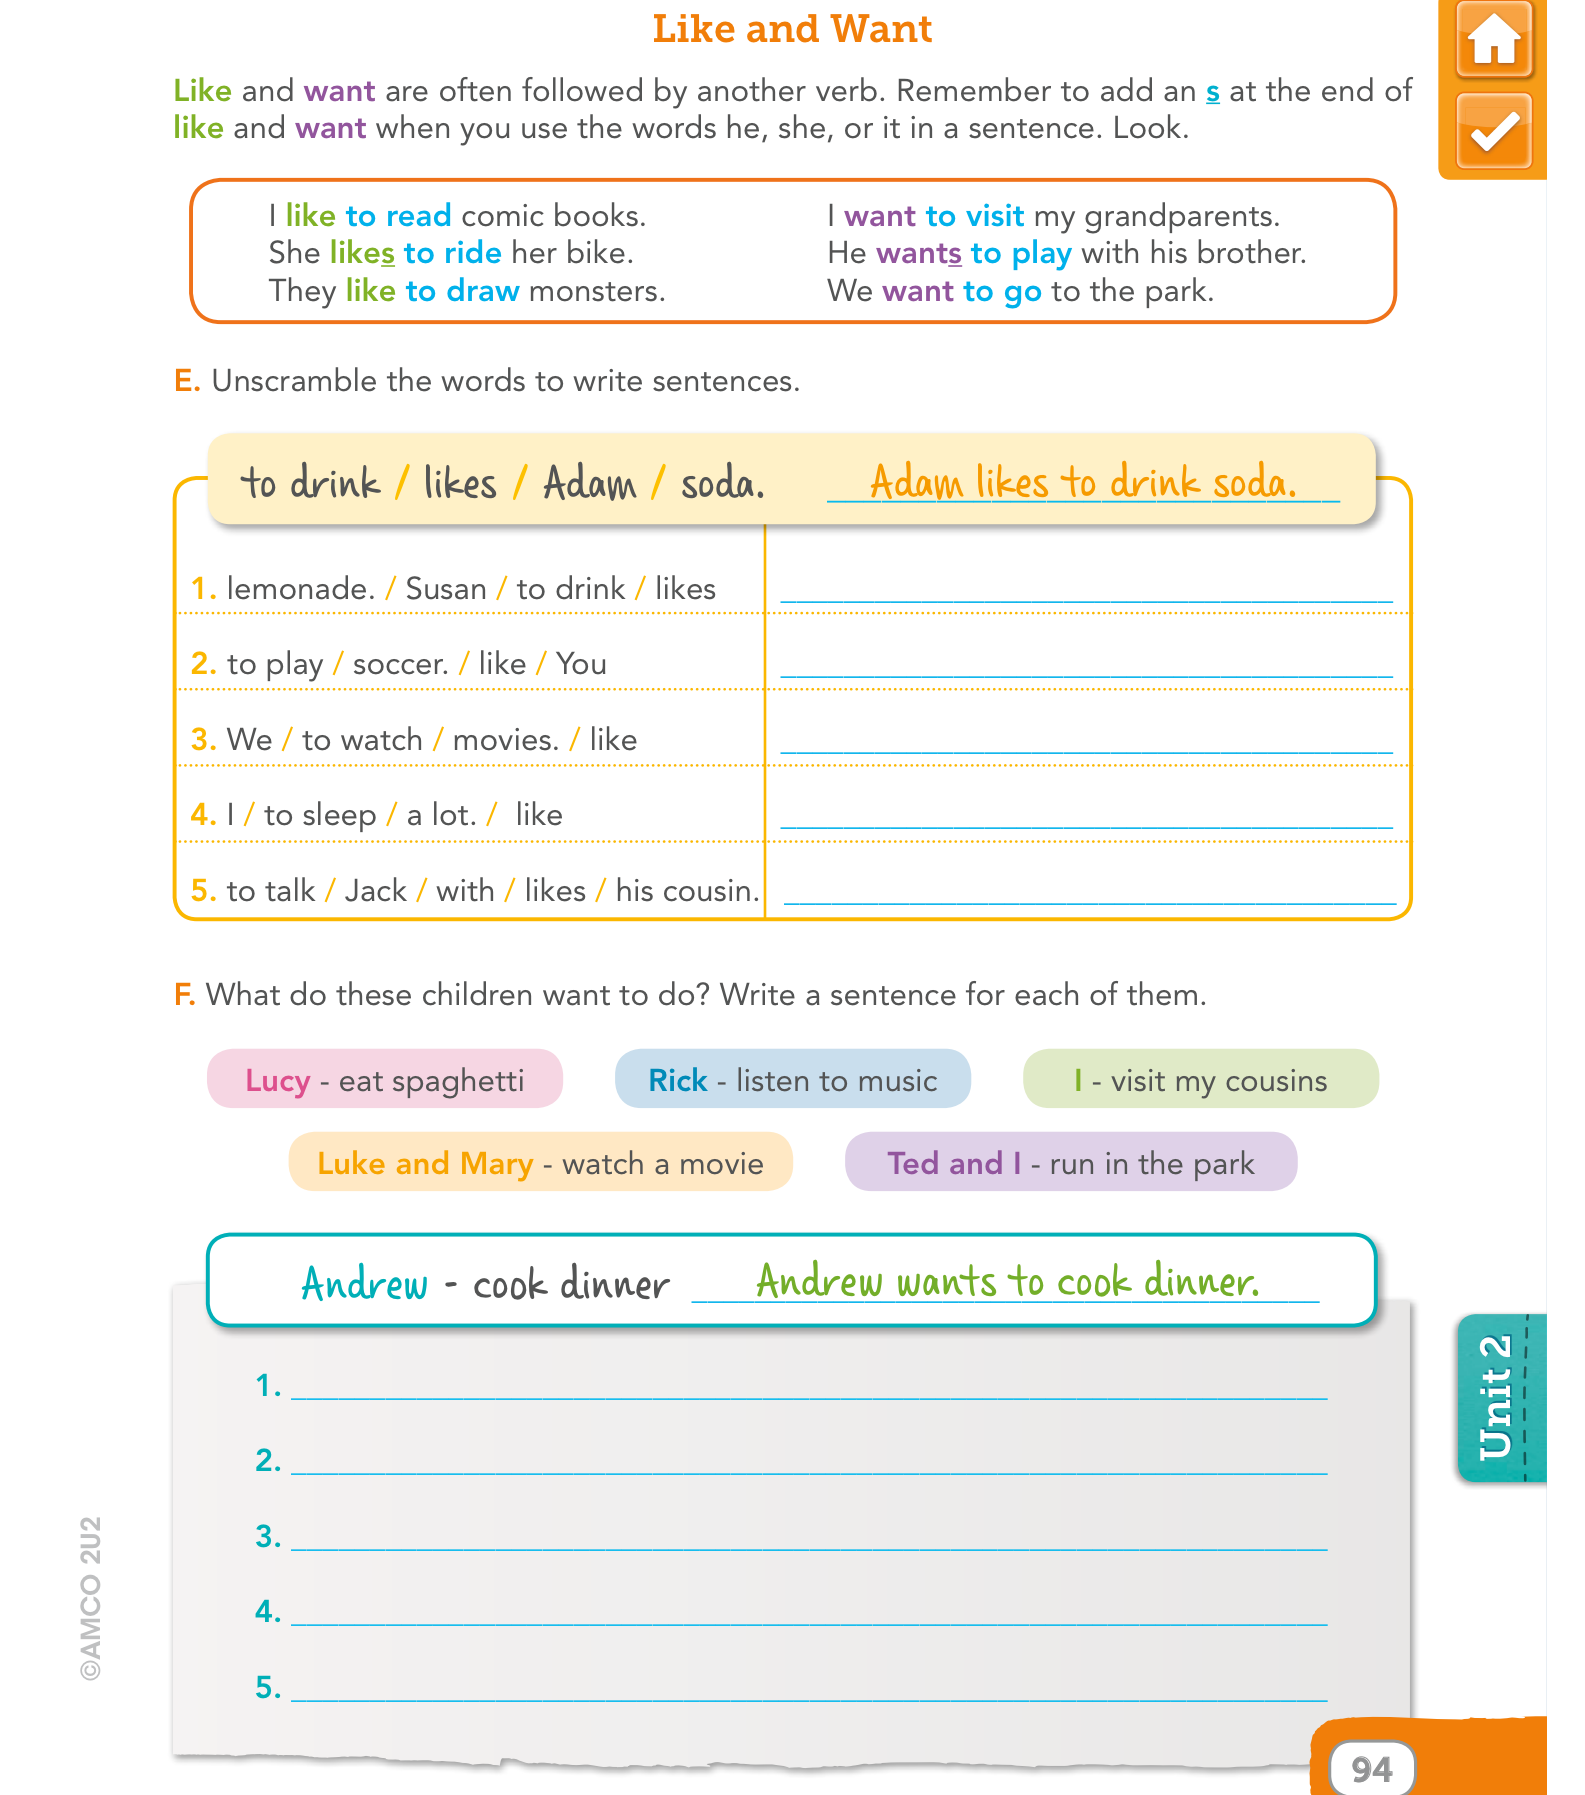 Like and Want
Like and want are often followed by another verb. Remember to add an s at the end of
like and want when you use the words he, she, or it in a sentence. Look.
I like to read comic books.
She likes to ride her bike.
They like to draw monsters.
I want to visit my grandparents.
He wants to play with his brother.
We want to go to the park.
E. Unscramble the words to write sentences.
to drink / likes / Adam / soda. Adam likes to drink soda.
1. lemonade. / Susan / to drink / likes
2. to play / soccer. / like / You
3. We / to watch / movies. / like
4. I / to sleep / a lot. / like
5. to talk / Jack / with / likes / his cousin.
F. What do these children want to do? Write a sentence for each of them.
Lucy - eat spaghetti
Rick - listen to music
I - visit my cousins
Luke and Mary - watch a movie
Ted and I - run in the park
Andrew - cook dinner Andrew wants to cook dinner.
1.
2.
3.
4.
5.
Unit 2
©AMCO 2U2
94